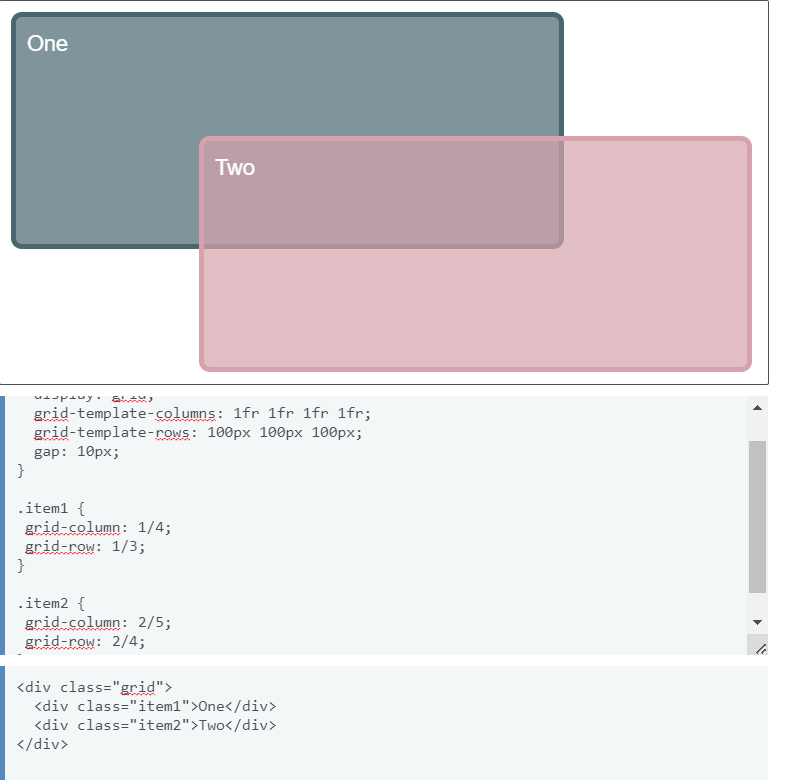 One
Two
display: grid;
grid-template-columns: 1fr 1fr 1fr 1fr;
grid-template-rows: 100px 100px 100px;
gap: 10px;
}
.item1 {
grid-column: 1/4;
grid-row: 1/3;
}
.item2 {
grid-column: 2/5;
grid-row: 2/4;
<div class="grid">
<div class="item1">One</div>
<div class="item2">Two</div>
</div>